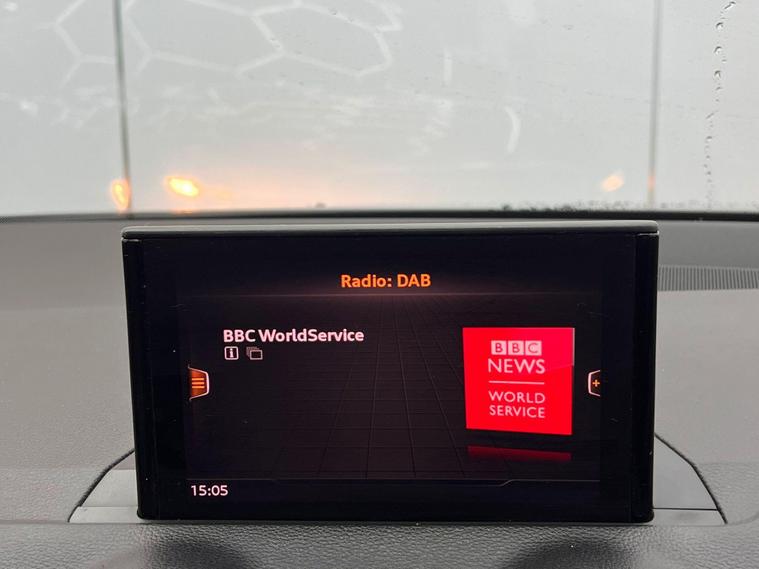 Radio: DAB
BBC WorldService
BBC
NEWS
WORLD
SERVICE
15:05